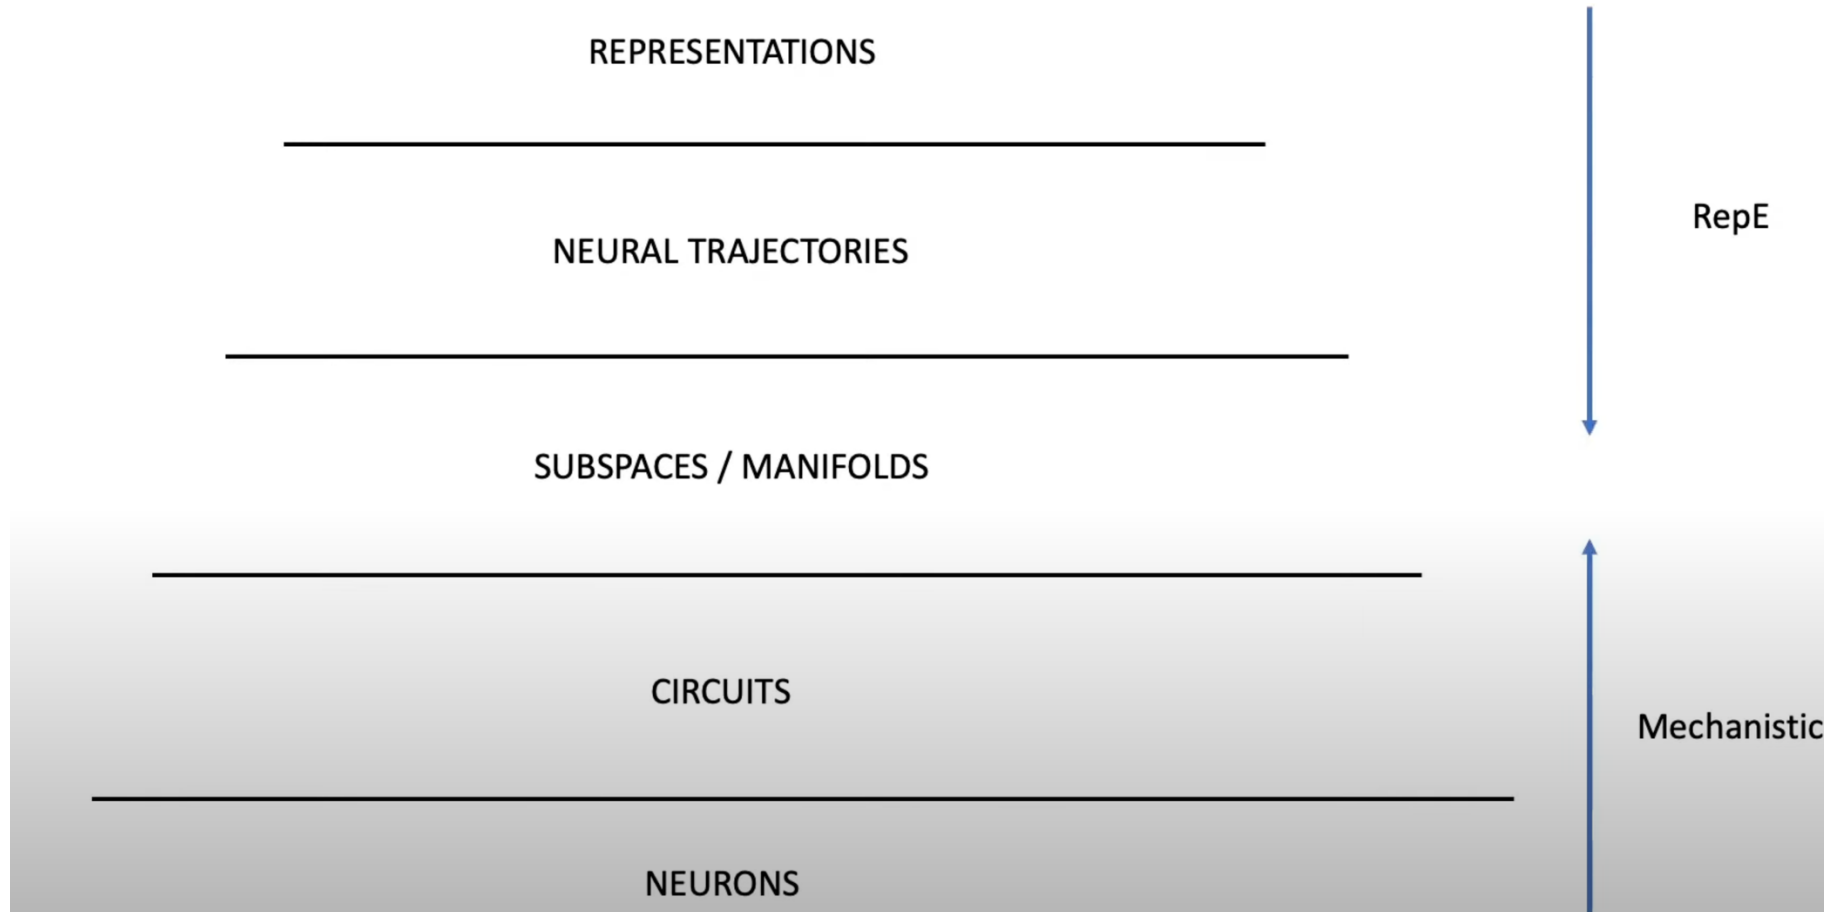 REPRESENTATIONS
RepE
NEURAL TRAJECTORIES
SUBSPACES / MANIFOLDS
CIRCUITS
Mechanistic
NEURONS